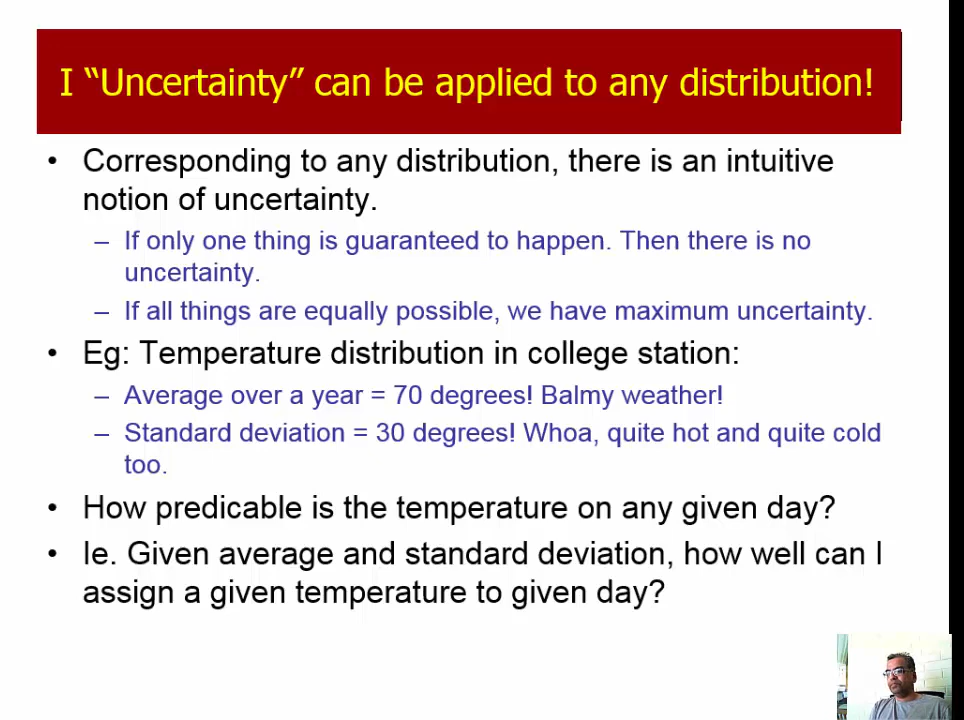 I “Uncertainty” can be applied to any distribution!
• Corresponding to any distribution, there is an intuitive
notion of uncertainty.
– If only one thing is guaranteed to happen. Then there is no
uncertainty.
– If all things are equally possible, we have maximum uncertainty.
• Eg: Temperature distribution in college station:
– Average over a year = 70 degrees! Balmy weather!
– Standard deviation = 30 degrees! Whoa, quite hot and quite cold
too.
• How predicable is the temperature on any given day?
• Ie. Given average and standard deviation, how well can I
assign a given temperature to given day?